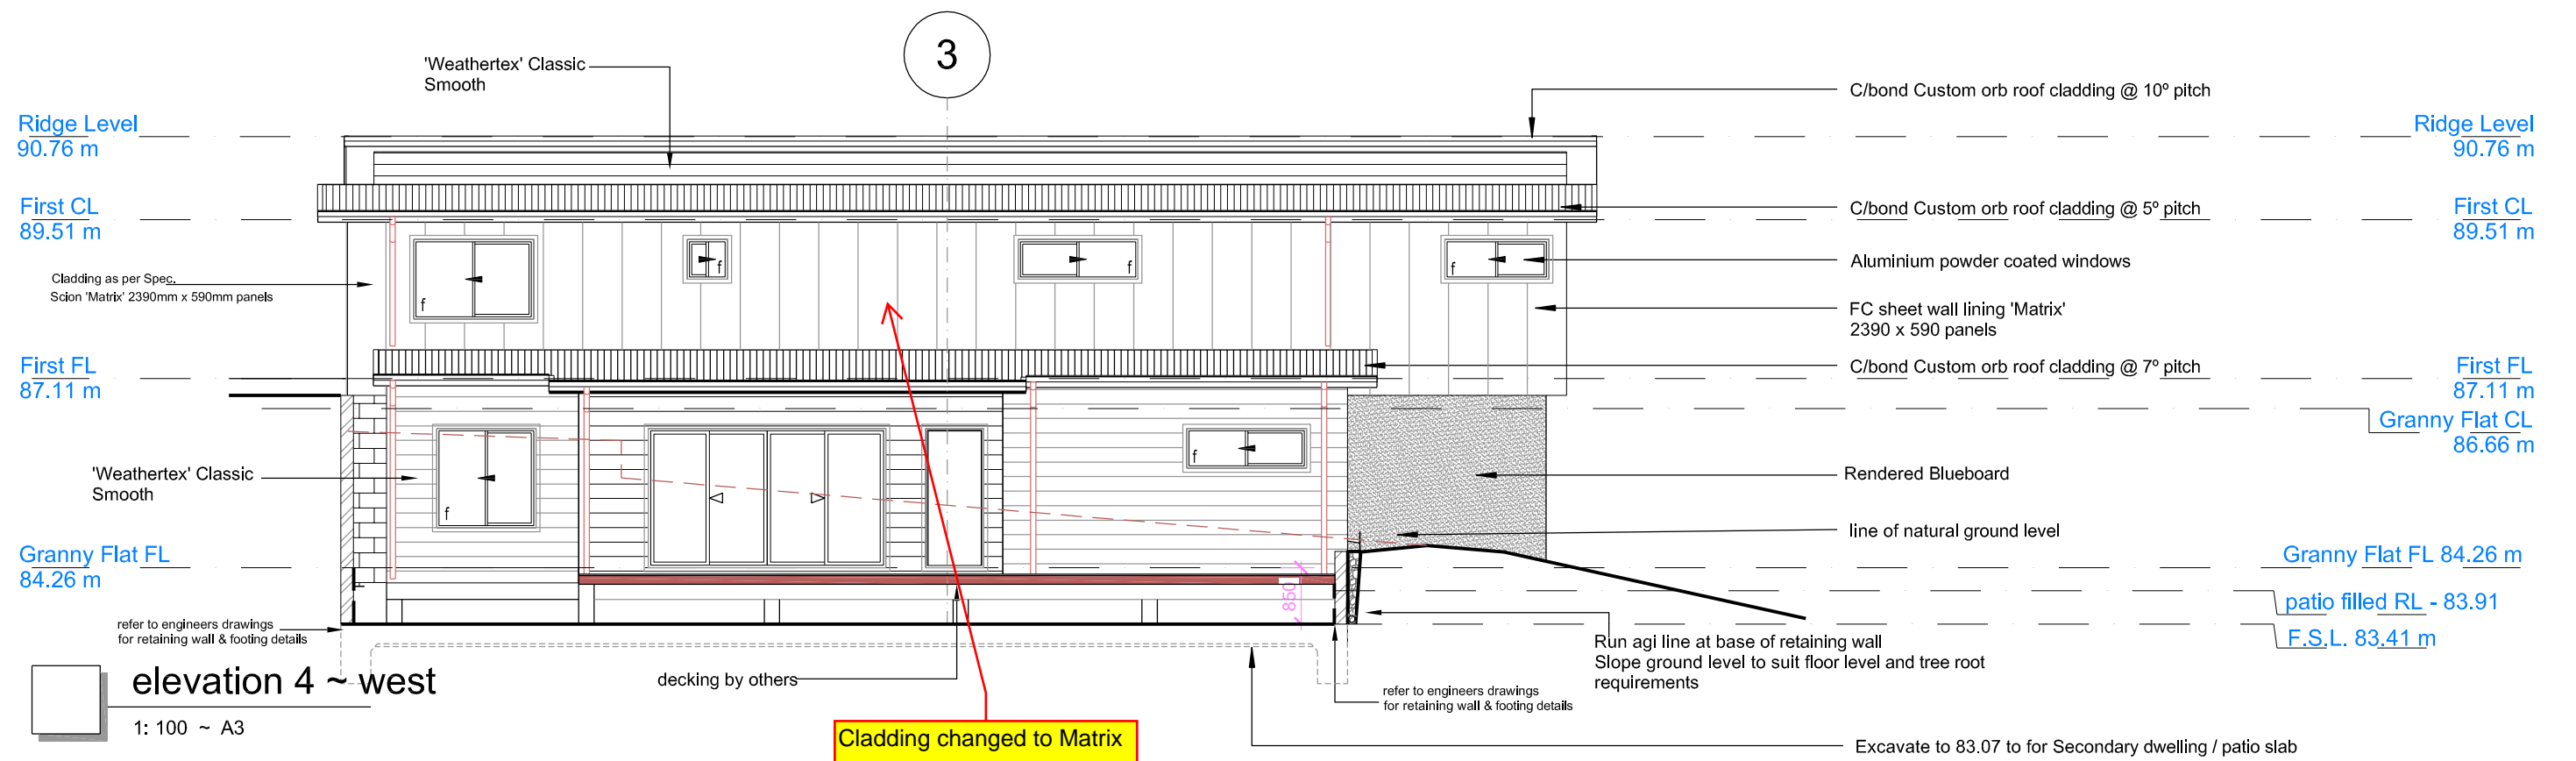 3
'Weathertex' Classic
Smooth
C/bond Custom orb roof cladding @ 10º pitch
Ridge Level
90.76 m
Ridge Level
90.76 m
First CL
89.51 m
C/bond Custom orb roof cladding @ 5º pitch
First CL
89.51 m
Cladding as per Spec.
Scion 'Matrix' 2390mm x 590mm panels
f
f
f
f
Aluminium powder coated windows
FC sheet wall lining 'Matrix'
2390 x 590 panels
First FL
87.11 m
C/bond Custom orb roof cladding @ 7º pitch
First FL
87.11 m
Granny Flat CL
86.66 m
'Weathertex' Classic
Smooth
f
f
Rendered Blueboard
line of natural ground level
Granny Flat FL
84.26 m
Granny Flat FL 84.26 m
850
patio filled RL - 83.91
F.S.L. 83.41 m
refer to engineers drawings
for retaining wall & footing details
Run agi line at base of retaining wall
Slope ground level to suit floor level and tree root
requirements
elevation 4 ~ west
1: 100 ~ A3
decking by others
refer to engineers drawings
for retaining wall & footing details
Cladding changed to Matrix
Excavate to 83.07 to for Secondary dwelling / patio slab